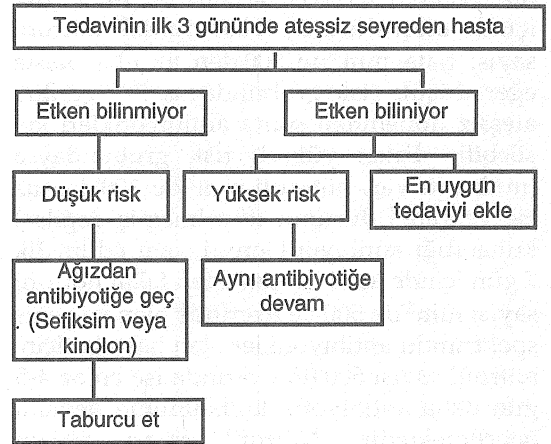 Tedavinin ilk 3 gününde ateşsiz seyreden hasta
Etken bilinmiyor
Etken biliniyor
Düşük risk
Yüksek risk
En uygun
tedaviyi ekle
Ağızdan
antibiyotiğe geç
(Sefiksim veya
kinolon)
Aynı antibiyotiğe
devam
Taburcu et